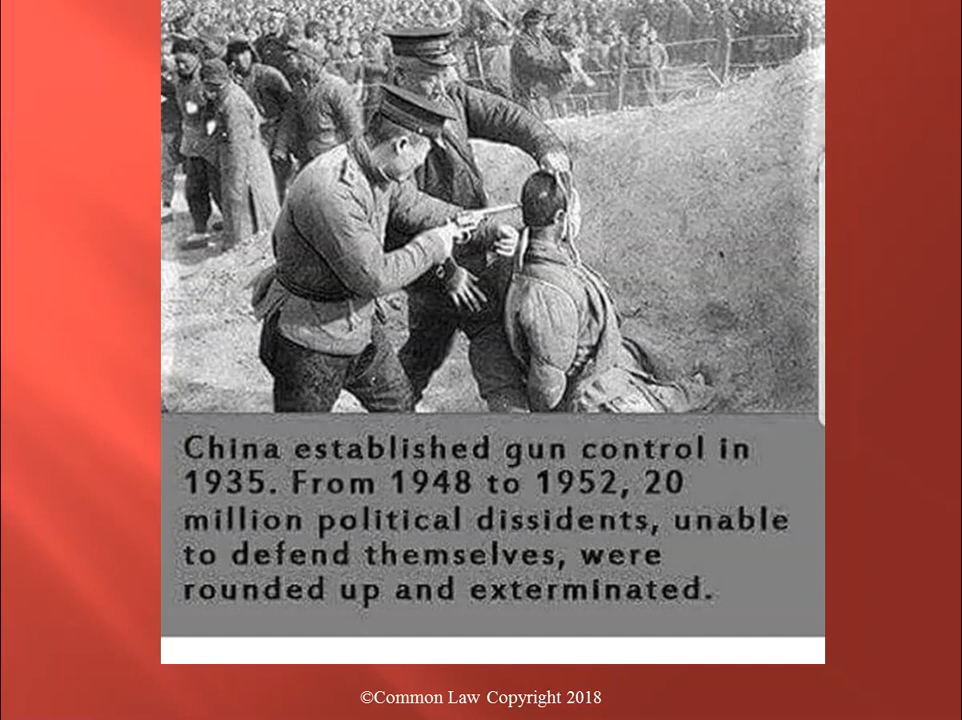 China established gun control in
1935. From 1948 to 1952, 20
million political dissidents, unable
to defend themselves, were
rounded up and exterminated.
©Common Law Copyright 2018